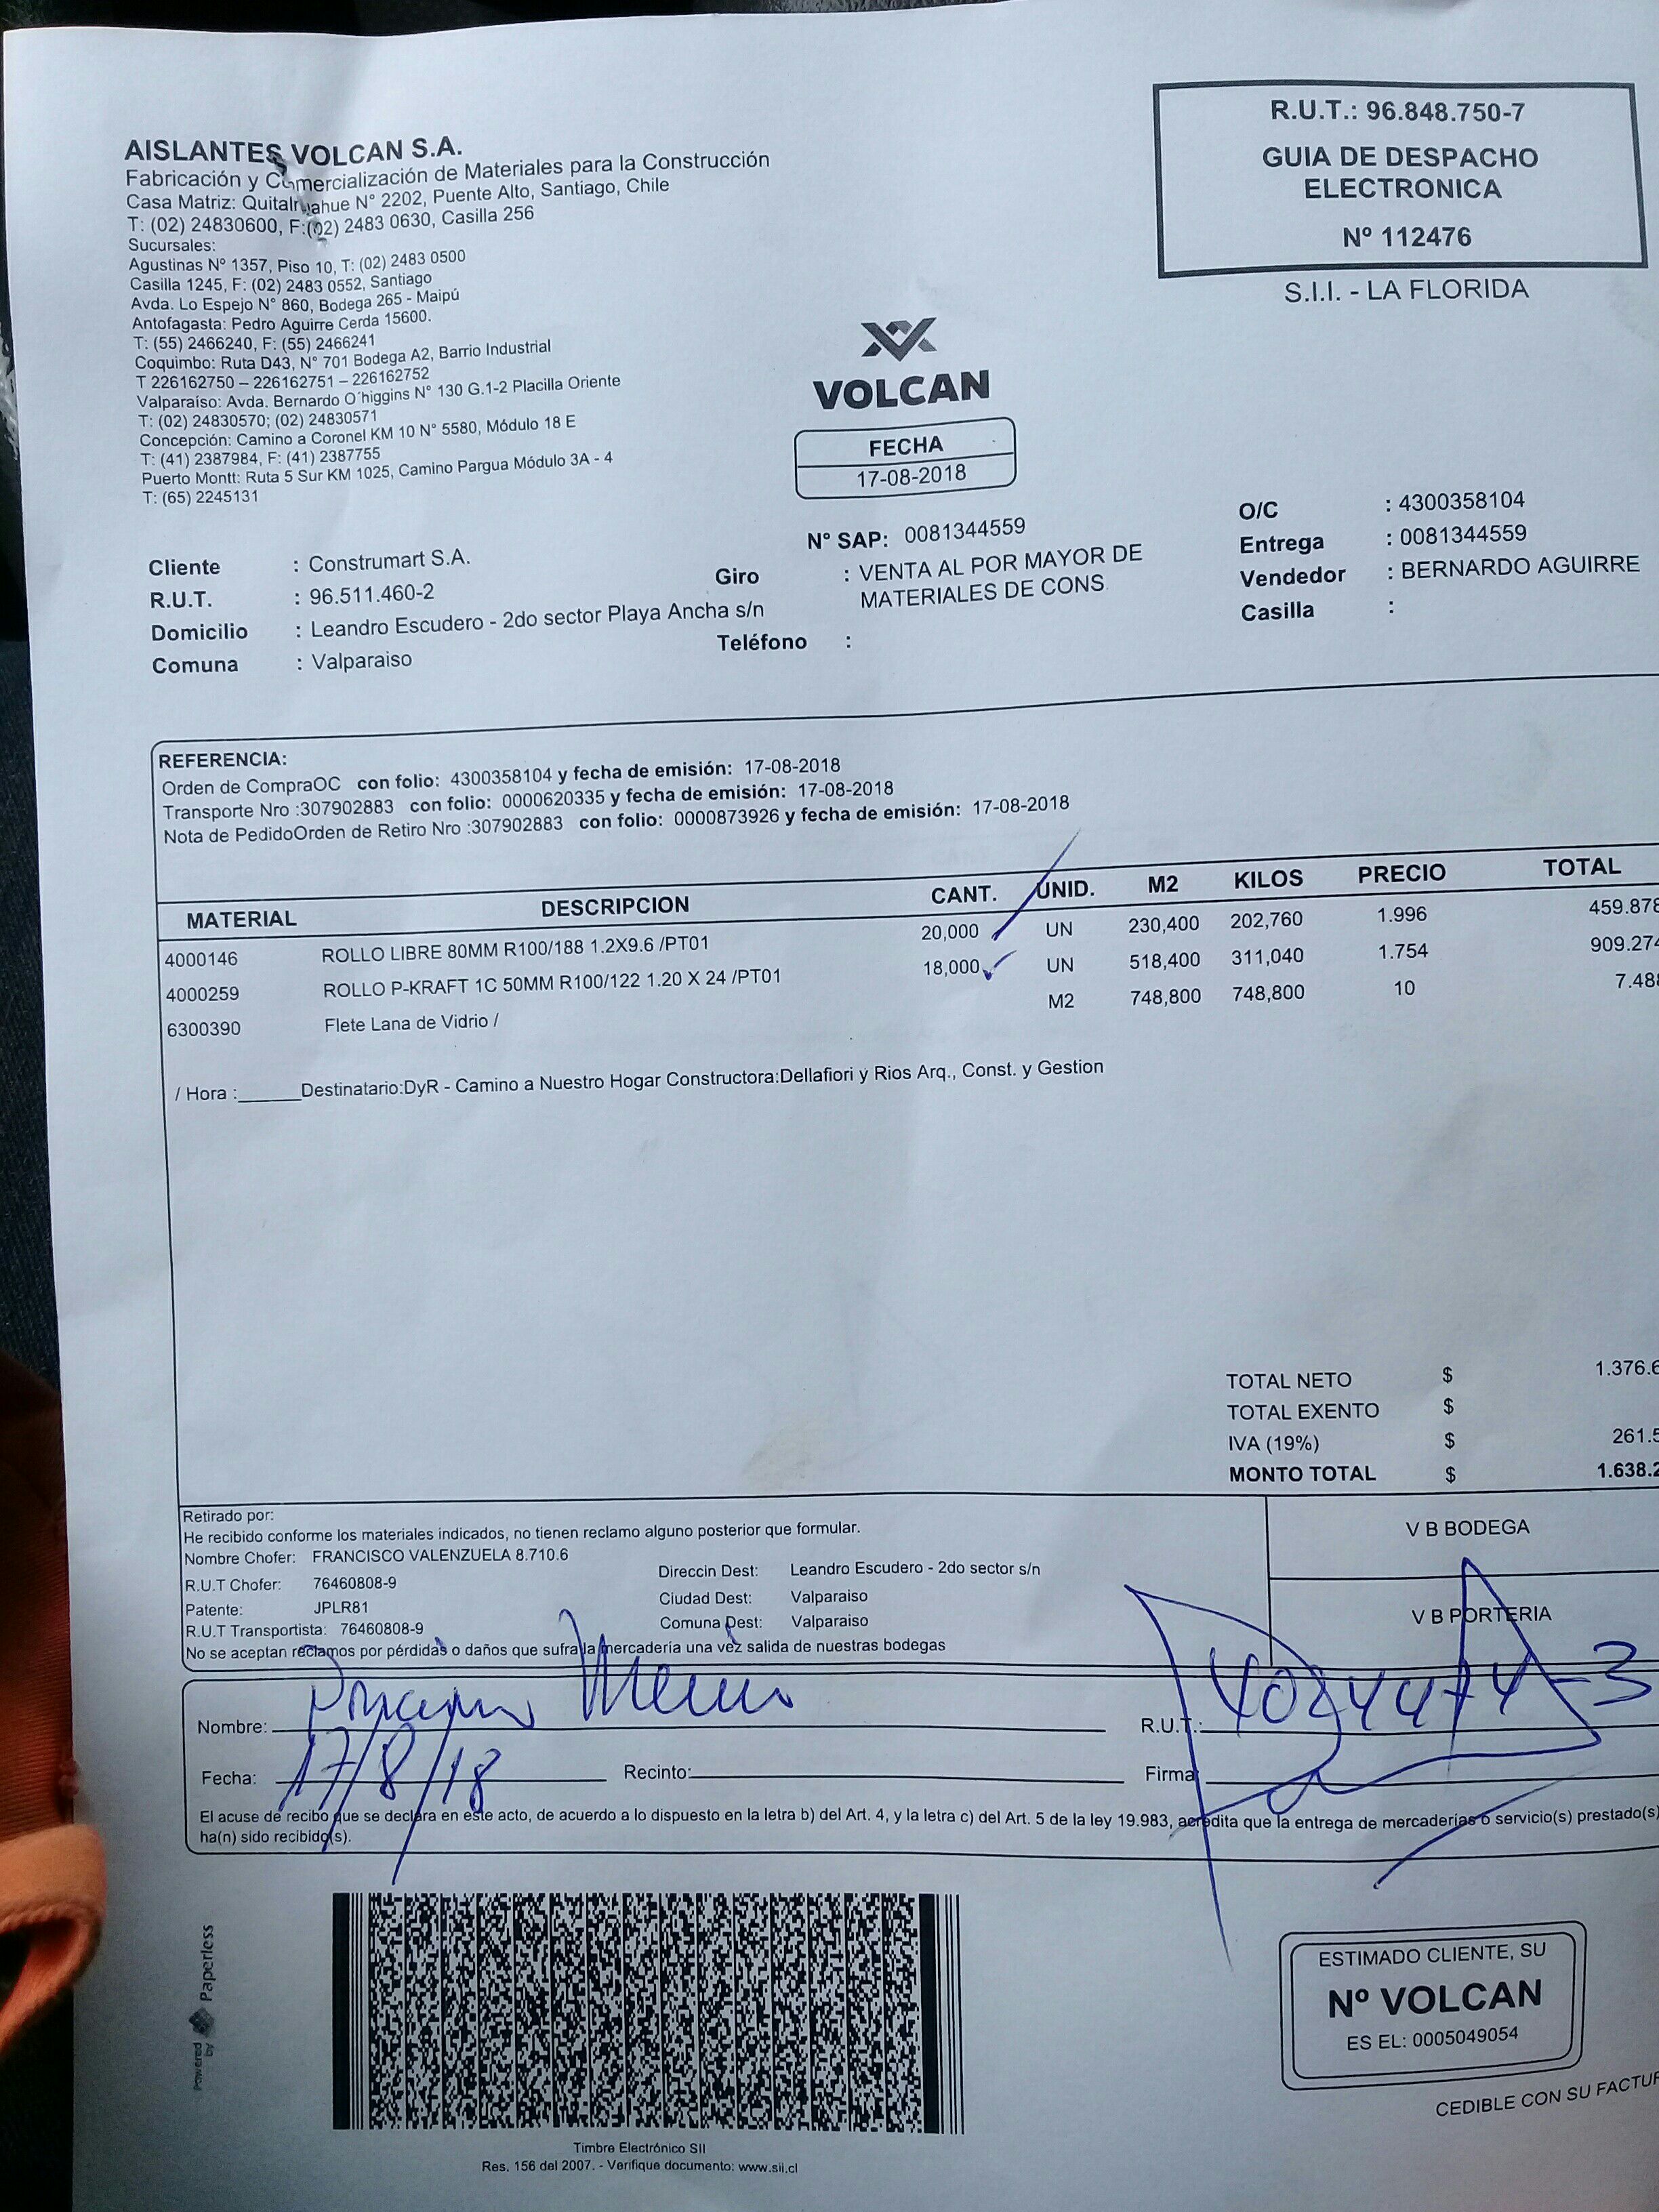 AISLANTES VOLCAN S.A.
Fabricación y Comercialización de Materiales para la Construcción
Casa Matriz: Quitalmahue N° 2202, Puente Alto, Santiago, Chile
T: (02) 24830600, F:(02) 2483 0630, Casilla 256
Sucursales:
Agustinas Nº 1357, Piso 10, T: (02) 2483 0500
Casilla 1245, F: (02) 2483 0552, Santiago
Avda. Lo Espejo N° 860, Bodega 265 - Maipú
Antofagasta: Pedro Aguirre Cerda 15600.
T: (55) 2466240, F: (55) 2466241
Coquimbo: Ruta D43, N° 701 Bodega A2, Barrio Industrial
T 226162750 – 226162751 – 226162752
Valparaíso: Avda. Bernardo O´higgins N° 130 G.1-2 Placilla Oriente
T: (02) 24830570; (02) 24830571
Concepción: Camino a Coronel KM 10 N° 5580, Módulo 18 E
T: (41) 2387984, F: (41) 2387755
Puerto Montt: Ruta 5 Sur KM 1025, Camino Pargua Módulo 3A - 4
T: (65) 2245131
R.U.T.: 96.848.750-7
GUIA DE DESPACHO
ELECTRONICA
Nº 112476
S.I.I. - LA FLORIDA
VOLCAN
FECHA
17-08-2018
Cliente : Construmart S.A.
R.U.T. : 96.511.460-2
Domicilio : Leandro Escudero - 2do sector Playa Ancha s/n
Comuna : Valparaiso
N° SAP: 0081344559
Giro : VENTA AL POR MAYOR DE
MATERIALES DE CONS.
Teléfono :
O/C : 4300358104
Entrega : 0081344559
Vendedor : BERNARDO AGUIRRE
Casilla :
REFERENCIA:
Orden de CompraOC con folio: 4300358104 y fecha de emisión: 17-08-2018
Transporte Nro :307902883 con folio: 0000620335 y fecha de emisión: 17-08-2018
Nota de PedidoOrden de Retiro Nro :307902883 con folio: 0000873926 y fecha de emisión: 17-08-2018
MATERIAL DESCRIPCION CANT. UNID. M2 KILOS PRECIO TOTAL
4000146 ROLLO LIBRE 80MM R100/188 1.2X9.6 /PT01 20,000 UN 230,400 202,760 1.996 459.878
4000259 ROLLO P-KRAFT 1C 50MM R100/122 1.20 X 24 /PT01 18,000 UN 518,400 311,040 1.754 909.274
6300390 Flete Lana de Vidrio / M2 748,800 748,800 10 7.488
/ Hora :______Destinatario:DyR - Camino a Nuestro Hogar Constructora:Dellafiori y Rios Arq., Const. y Gestion
TOTAL NETO $ 1.376.6
TOTAL EXENTO $
IVA (19%) $ 261.5
MONTO TOTAL $ 1.638.2
Retirado por:
He recibido conforme los materiales indicados, no tienen reclamo alguno posterior que formular.
Nombre Chofer: FRANCISCO VALENZUELA 8.710.6
R.U.T Chofer: 76460808-9
Patente: JPLR81
R.U.T Transportista: 76460808-9
Direccin Dest: Leandro Escudero - 2do sector s/n
Ciudad Dest: Valparaiso
Comuna Dest: Valparaiso
No se aceptan reclamos por pérdidas o daños que sufra la mercadería una vez salida de nuestras bodegas
V B BODEGA
V B PORTERIA
Nombre:
R.U.T.:
Fecha: 17/8/18
Recinto:
Firma
El acuse de recibo que se declara en este acto, de acuerdo a lo dispuesto en la letra b) del Art. 4, y la letra c) del Art. 5 de la ley 19.983, acredita que la entrega de mercaderías o servicio(s) prestado(s)
ha(n) sido recibido(s).
Powered by Paperless
Timbre Electrónico SII
Res. 156 del 2007. - Verifique documento: www.sii.cl
ESTIMADO CLIENTE, SU
Nº VOLCAN
ES EL: 0005049054
CEDIBLE CON SU FACTUR